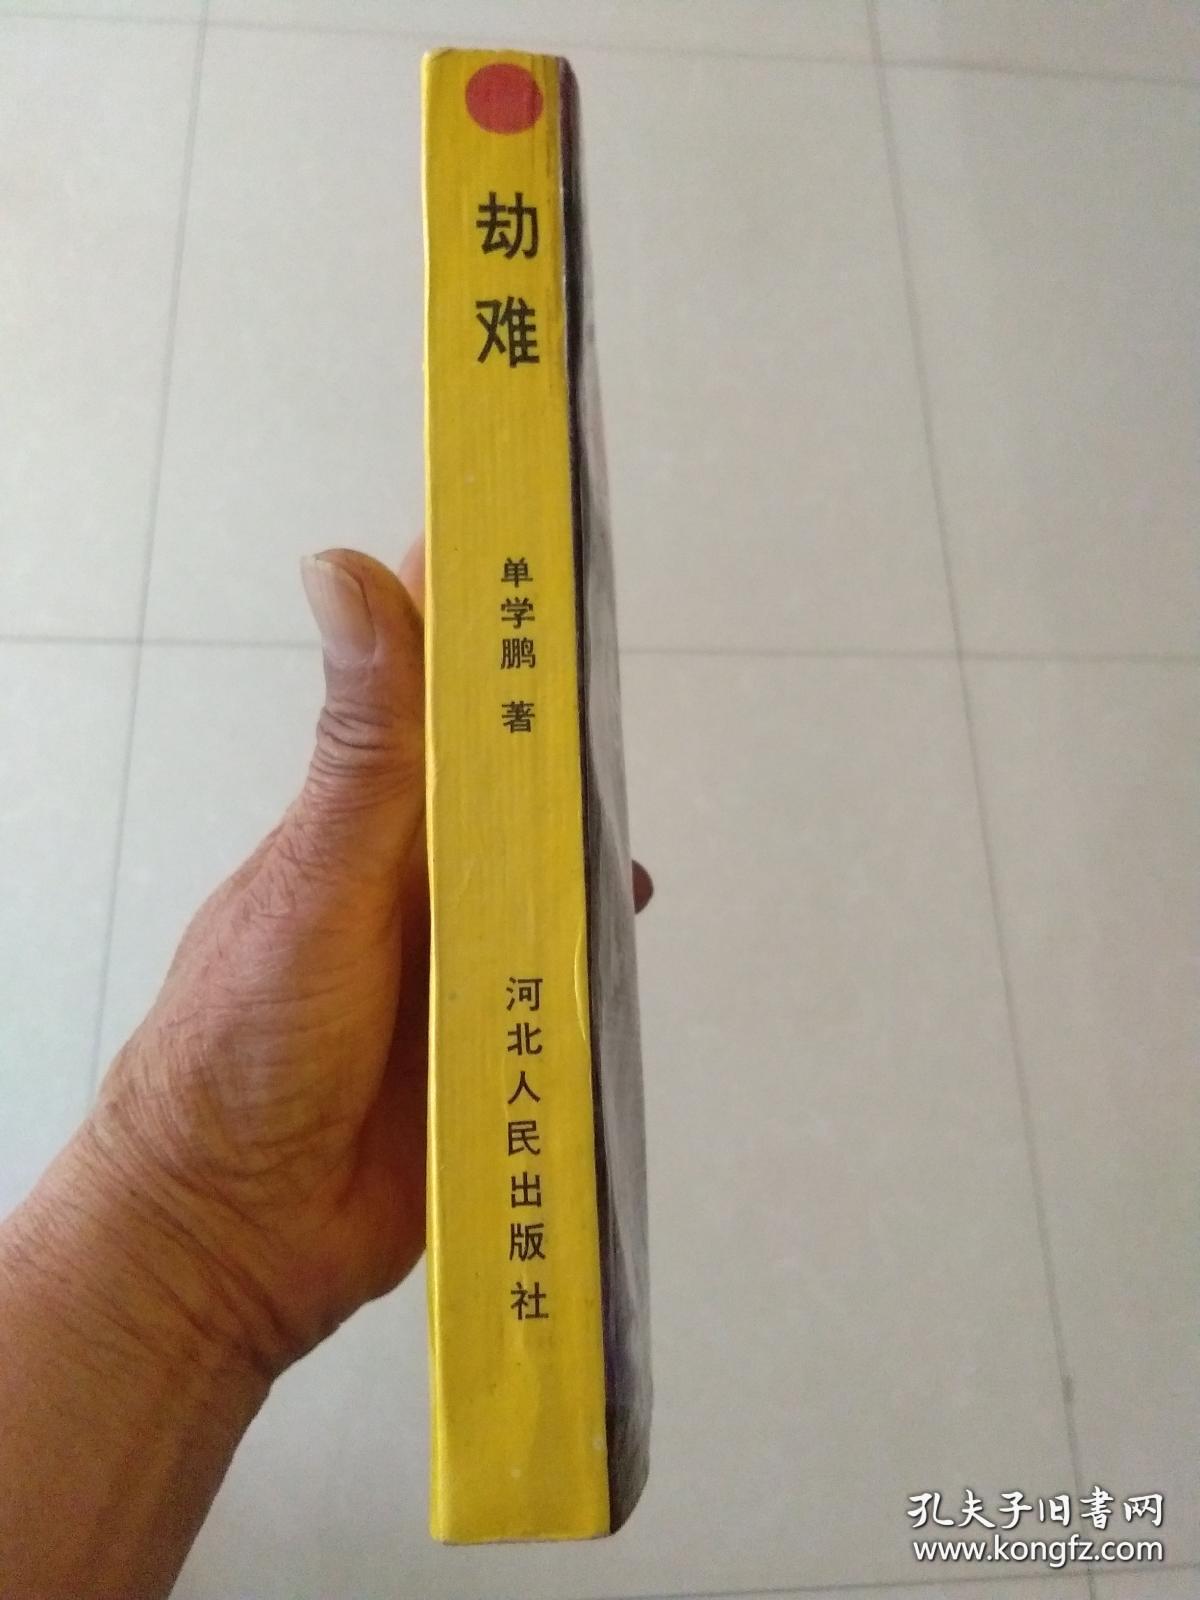 劫难
单学鹏 著
河北人民出版社
孔夫子旧书网
www.kongfz.com